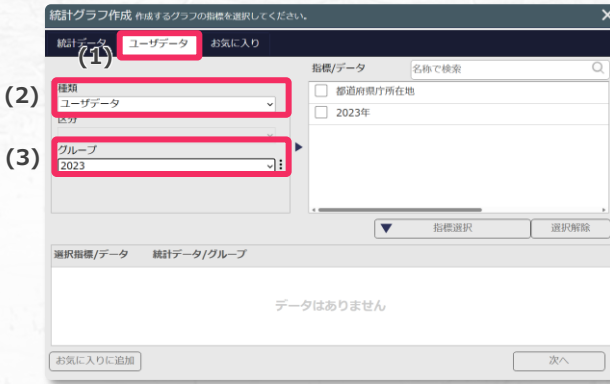 統計グラフ作成 作成するグラフの指標を選択してください。
統計データ ユーザデータ お気に入り
(1)
指標/データ 名称で検索
(2) 種類
ユーザデータ
都道府県庁所在地
区分
2023年
(3) グループ
2023
指標選択 選択解除
選択指標/データ 統計データ/グループ
データはありません
お気に入りに追加 次へ